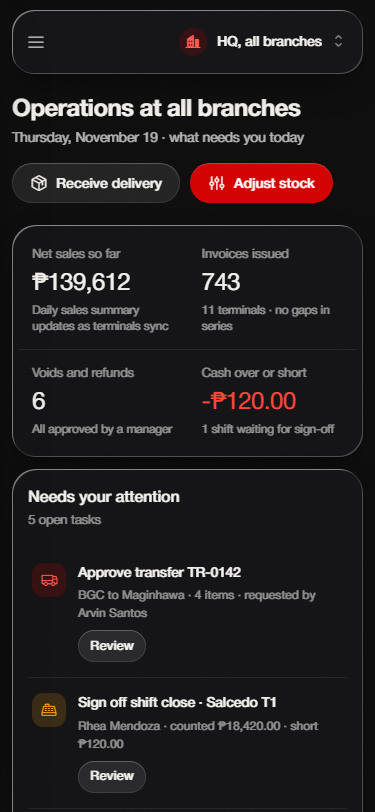 HQ, all branches
Operations at all branches
Thursday, November 19 · what needs you today
Receive delivery
Adjust stock
Net sales so far
₱139,612
Daily sales summary
updates as terminals sync
Invoices issued
743
11 terminals · no gaps in
series
Voids and refunds
6
All approved by a manager
Cash over or short
-₱120.00
1 shift waiting for sign-off
Needs your attention
5 open tasks
Approve transfer TR-0142
BGC to Maginhawa · 4 items · requested by
Arvin Santos
Review
Sign off shift close · Salcedo T1
Rhea Mendoza · counted ₱18,420.00 · short
₱120.00
Review